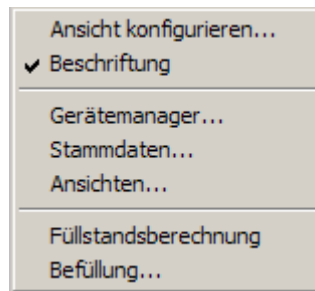 Ansicht konfigurieren...
Beschriftung
Gerätemanager...
Stammdaten...
Ansichten...
Füllstandsberechnung
Befüllung...